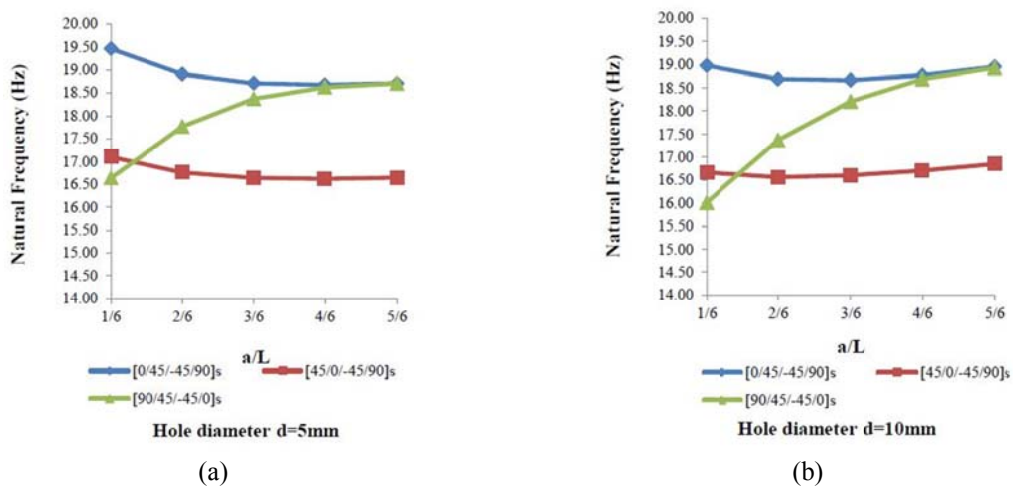 20.00
19.50
19.00
18.50
18.00
17.50
17.00
16.50
16.00
15.50
15.00
14.50
14.00
Natural Frequency (Hz)
1/6 2/6 3/6 4/6 5/6
a/L
[0/45/-45/90]s [45/0/-45/90]s
[90/45/-45/0]s
Hole diameter d=5mm
(a)
20.00
19.50
19.00
18.50
18.00
17.50
17.00
16.50
16.00
15.50
15.00
14.50
14.00
Natural Frequency (Hz)
1/6 2/6 3/6 4/6 5/6
a/L
[0/45/-45/90]s [45/0/-45/90]s
[90/45/-45/0]s
Hole diameter d=10mm
(b)